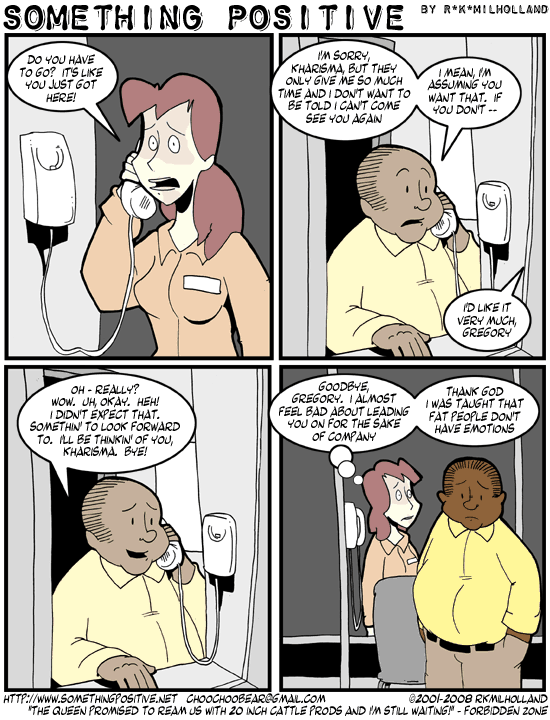 SOMETHING POSITIVE BY R*K*MILHOLLAND
DO YOU HAVE
TO GO? IT'S LIKE
YOU JUST GOT
HERE!
I'M SORRY,
KHARISMA, BUT THEY
ONLY GIVE ME SO MUCH
TIME AND I DON'T WANT TO
BE TOLD I CAN'T COME
SEE YOU AGAIN
I MEAN, I'M
ASSUMING YOU
WANT THAT. IF
YOU DON'T --
I'D LIKE IT
VERY MUCH,
GREGORY
OH - REALLY?
WOW. UH, OKAY. HEH!
I DIDN'T EXPECT THAT.
SOMETHIN' TO LOOK FORWARD
TO. I'LL BE THINKIN' OF YOU,
KHARISMA. BYE!
GOODBYE,
GREGORY. I ALMOST
FEEL BAD ABOUT LEADING
YOU ON FOR THE SAKE
OF COMPANY
THANK GOD
I WAS TAUGHT THAT
FAT PEOPLE DON'T
HAVE EMOTIONS
HTTP://WWW.SOMETHINGPOSITIVE.NET CHOOCHOOBEAR@GMAIL.COM ©2001-2008 RKMILHOLLAND
"THE QUEEN PROMISED TO REAM US WITH 20 INCH CATTLE PRODS AND I'M STILL WAITING!" - FORBIDDEN ZONE